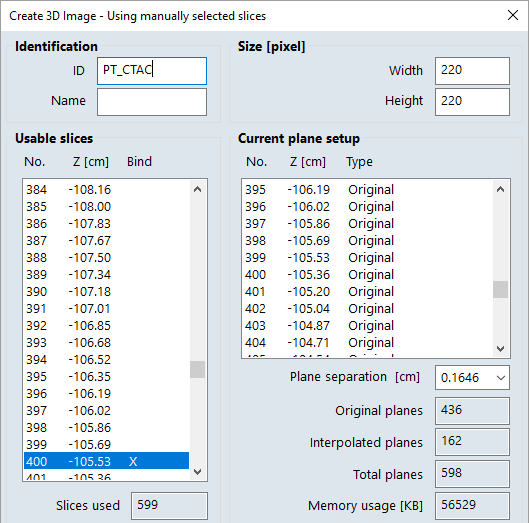 Create 3D Image - Using manually selected slices
Identification
ID PT_CTAC
Name
Size [pixel]
Width 220
Height 220
Usable slices
No. Z [cm] Bind
384 -108.16
385 -108.00
386 -107.83
387 -107.67
388 -107.50
389 -107.34
390 -107.18
391 -107.01
392 -106.85
393 -106.68
394 -106.52
395 -106.35
396 -106.19
397 -106.02
398 -105.86
399 -105.69
400 -105.53 X
401 -105.36
Slices used 599
Current plane setup
No. Z [cm] Type
395 -106.19 Original
396 -106.02 Original
397 -105.86 Original
398 -105.69 Original
399 -105.53 Original
400 -105.36 Original
401 -105.20 Original
402 -105.04 Original
403 -104.87 Original
404 -104.71 Original
405 -104.54 Original
Plane separation [cm] 0.1646
Original planes 436
Interpolated planes 162
Total planes 598
Memory usage [KB] 56529